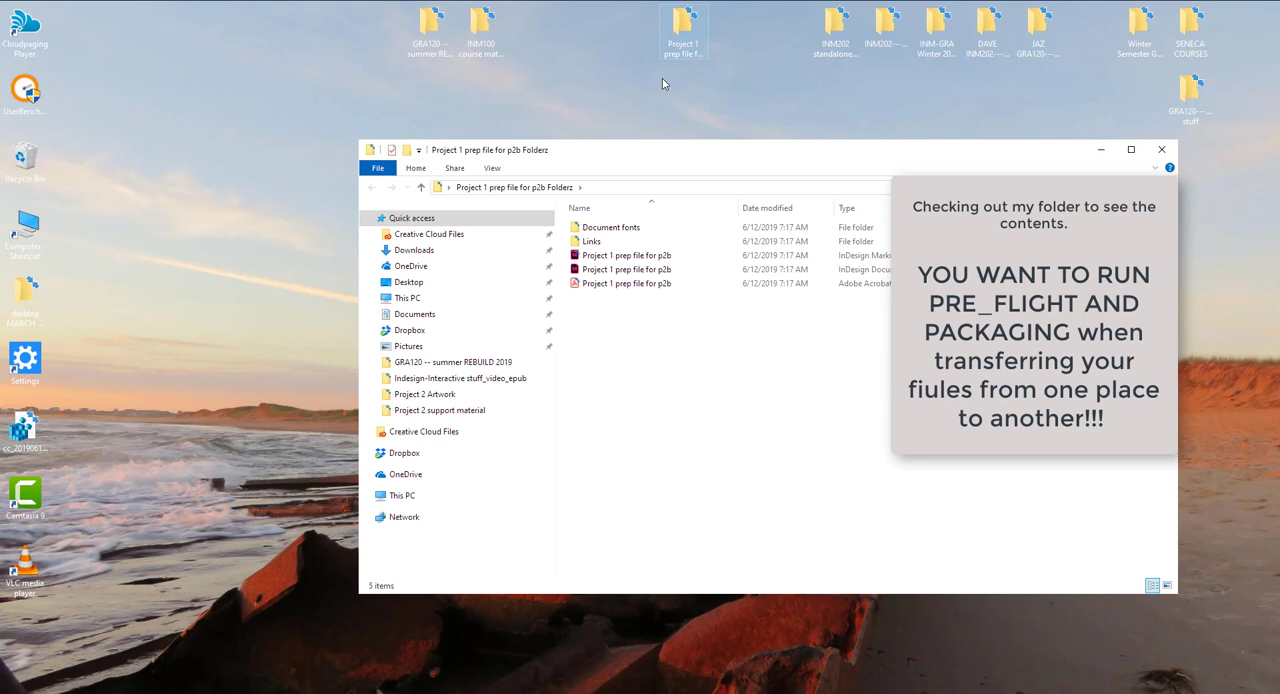 GRA120 --
summer RE...
INM100
course mat...
Project 1
prep file f...
INM202
standalone...
INM202---...
INM-GRA
Winter 20...
DAVE
INM202---...
JAZ
GRA120---...
Winter
Semester G...
SENECA
COURSES
GRA120---...
stuff
Cloudpaging
Player
UserBench...
Recycle Bin
Computer -
Shortcut
desktop
MARCH ...
Settings
cc_2019061...
Camtasia 9
VLC media
player
Project 1 prep file for p2b Folderz
File Home Share View
Project 1 prep file for p2b Folderz
Quick access
Creative Cloud Files
Downloads
OneDrive
Desktop
This PC
Documents
Dropbox
Pictures
GRA120 -- summer REBUILD 2019
Indesign-Interactive stuff_video_epub
Project 2 Artwork
Project 2 support material
Creative Cloud Files
Dropbox
OneDrive
This PC
Network
Name Date modified Type
Document fonts 6/12/2019 7:17 AM File folder
Links 6/12/2019 7:17 AM File folder
Project 1 prep file for p2b 6/12/2019 7:17 AM InDesign Mark
Project 1 prep file for p2b 6/12/2019 7:17 AM InDesign Docu
Project 1 prep file for p2b 6/12/2019 7:17 AM Adobe Acrobat
5 items
Checking out my folder to see the
contents.
YOU WANT TO RUN
PRE_FLIGHT AND
PACKAGING when
transferring your
fiules from one place
to another!!!